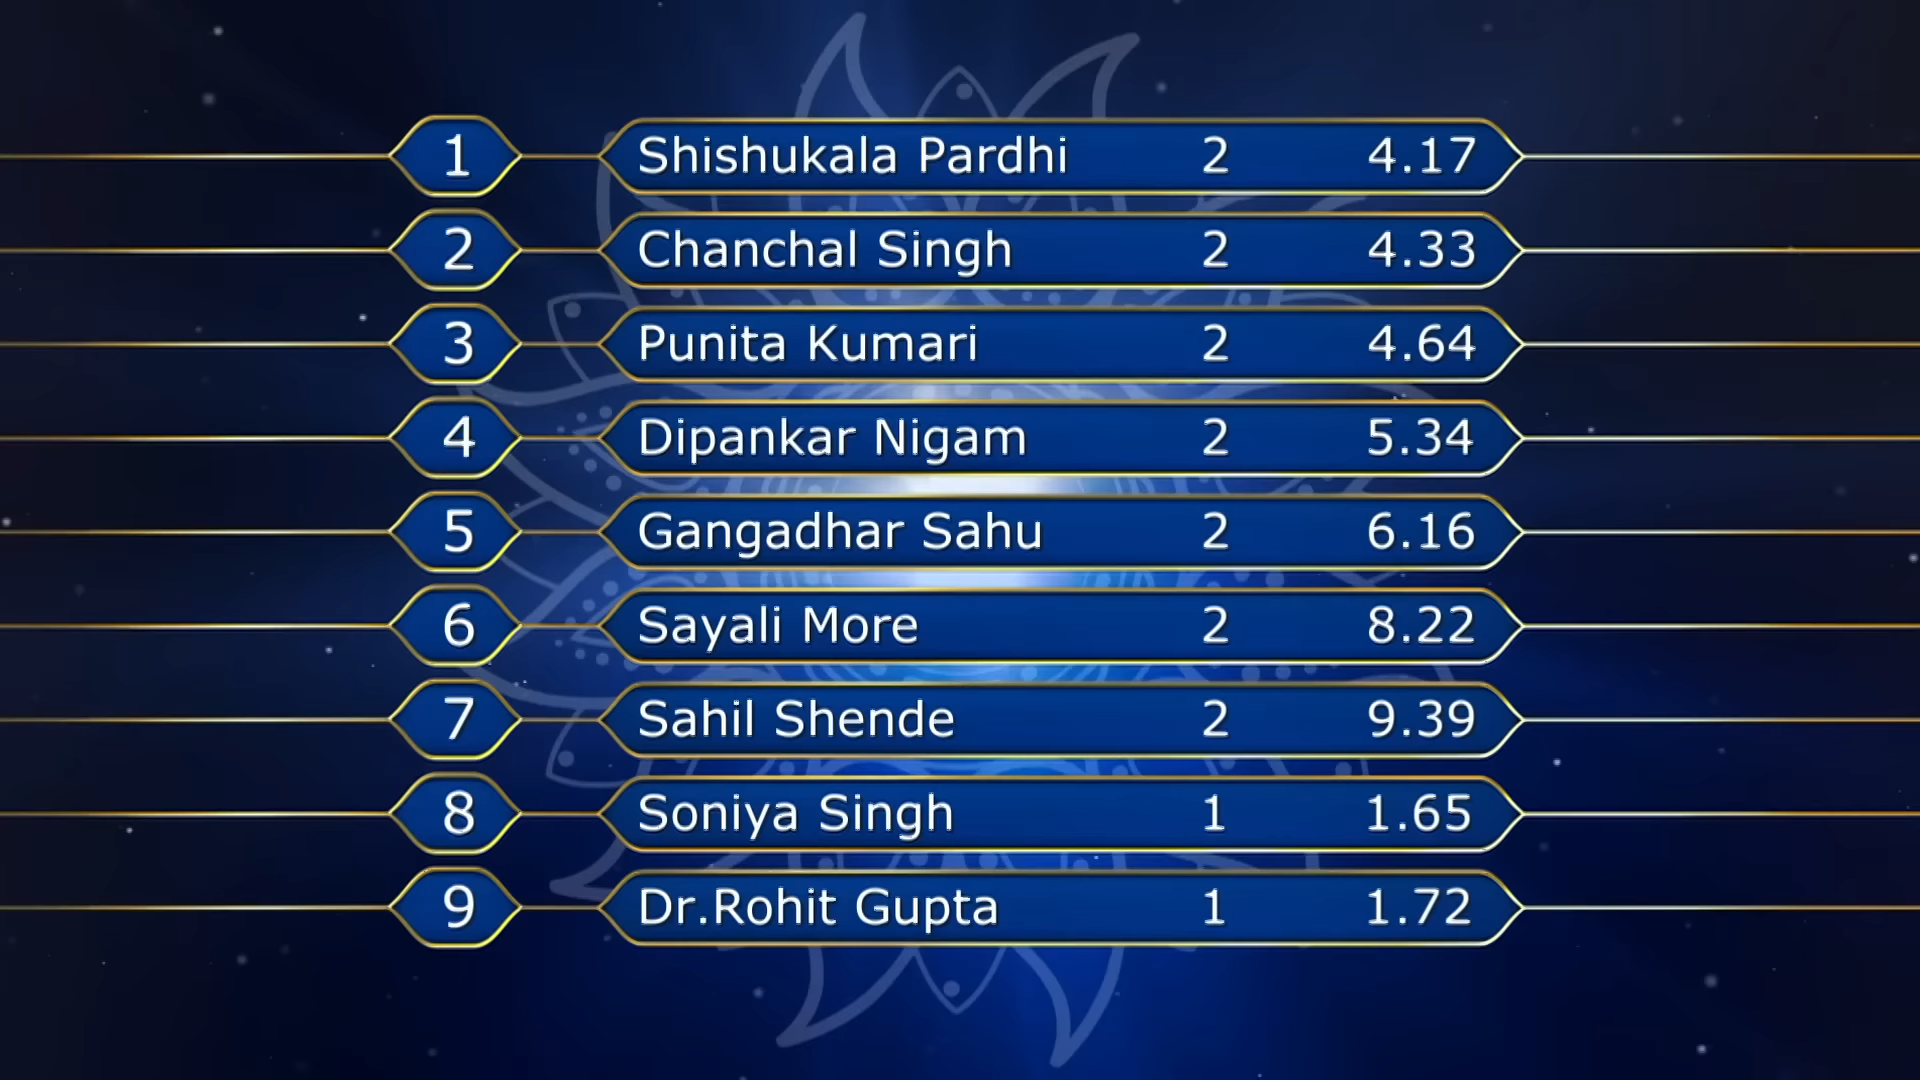 1 Shishukala Pardhi 2 4.17
2 Chanchal Singh 2 4.33
3 Punita Kumari 2 4.64
4 Dipankar Nigam 2 5.34
5 Gangadhar Sahu 2 6.16
6 Sayali More 2 8.22
7 Sahil Shende 2 9.39
8 Soniya Singh 1 1.65
9 Dr.Rohit Gupta 1 1.72